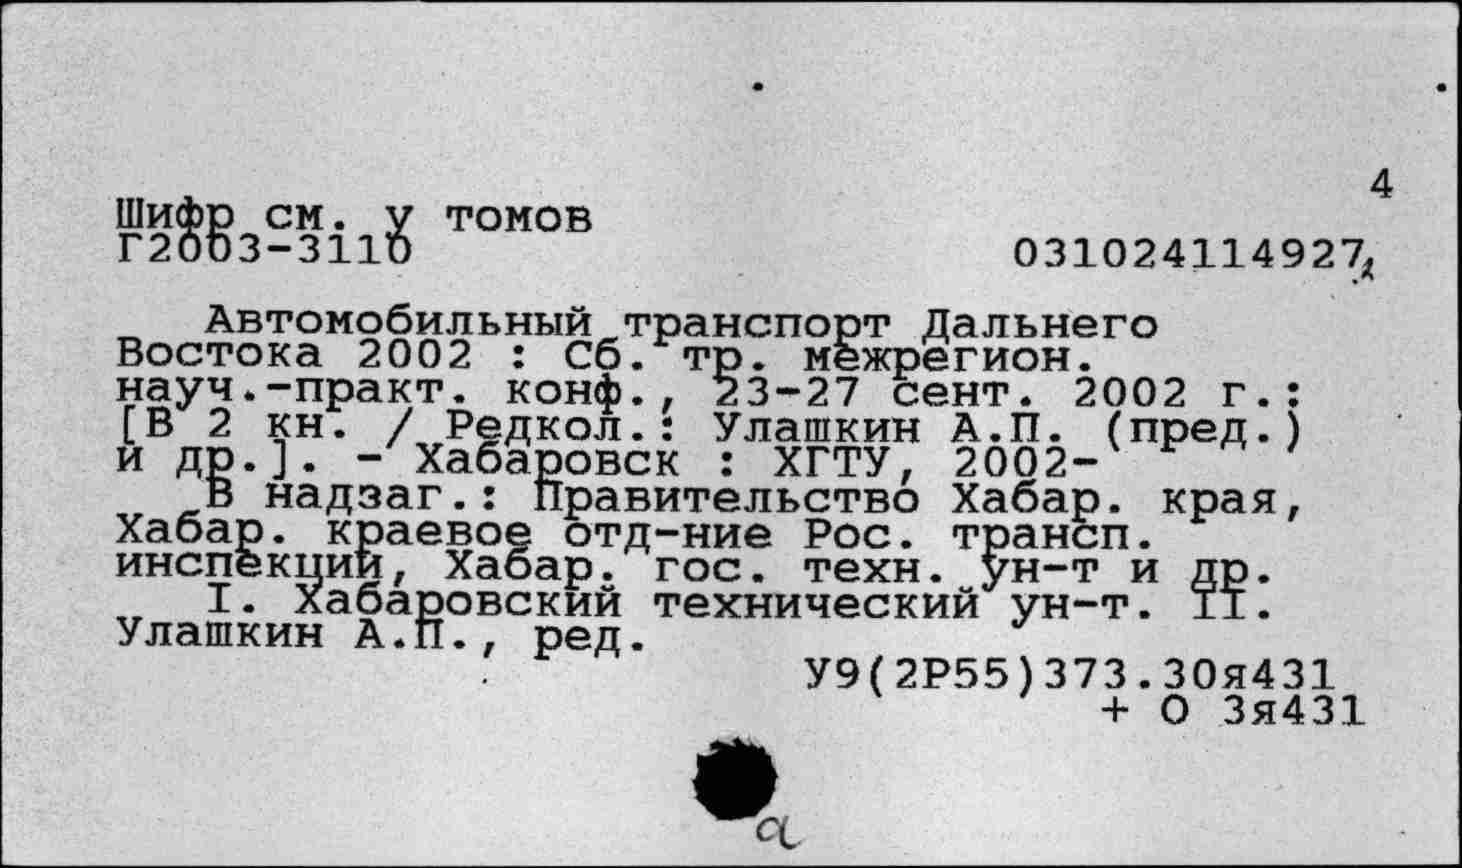 4
Шифр см. у томов
Г2003-3110
031024114927
Автомобильный транспорт Дальнего
Востока 2002 : Сб. тр. межрегион.
науч.-практ. конф., 23-27 сент. 2002 г.:
[В 2 кн. / Редкол.: Улашкин А.П. (пред.)
и др.]. - Хабаровск : ХГТУ, 2002-
В надзаг.: Правительство Хабар. края,
Хабар. краевое отд-ние Рос. трансп.
инспекции, Хабар. гос. техн. ун-т и др.
I. Хабаровский технический ун-т. II.
Улашкин А.П., ред.
У9(2Р55)373.30я431
+ О 3я431
a